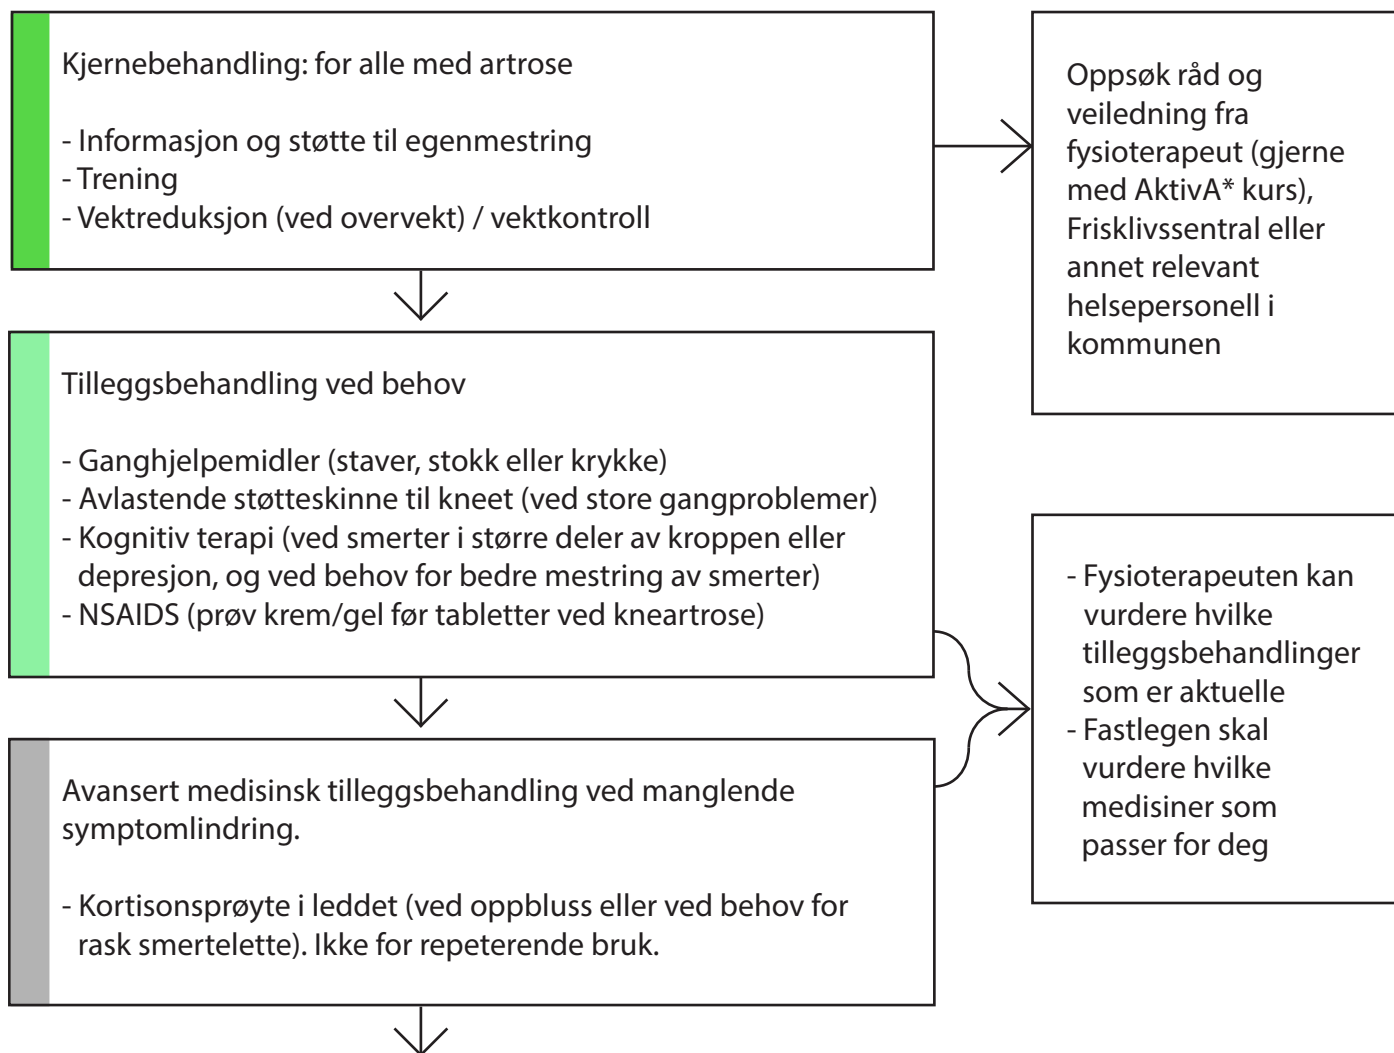 Kjernebehandling: for alle med artrose
- Informasjon og støtte til egenmestring
- Trening
- Vektreduksjon (ved overvekt) / vektkontroll
Oppsøk råd og
veiledning fra
fysioterapeut (gjerne
med AktivA* kurs),
Frisklivssentral eller
annet relevant
helsepersonell i
kommunen
Tilleggsbehandling ved behov
- Ganghjelpemidler (staver, stokk eller krykke)
- Avlastende støtteskinne til kneet (ved store gangproblemer)
- Kognitiv terapi (ved smerter i større deler av kroppen eller
depresjon, og ved behov for bedre mestring av smerter)
- NSAIDS (prøv krem/gel før tabletter ved kneartrose)
Avansert medisinsk tilleggsbehandling ved manglende
symptomlindring.
- Kortisonsprøyte i leddet (ved oppbluss eller ved behov for
rask smertelette). Ikke for repeterende bruk.
- Fysioterapeuten kan
vurdere hvilke
tilleggsbehandlinger
som er aktuelle
- Fastlegen skal
vurdere hvilke
medisiner som
passer for deg